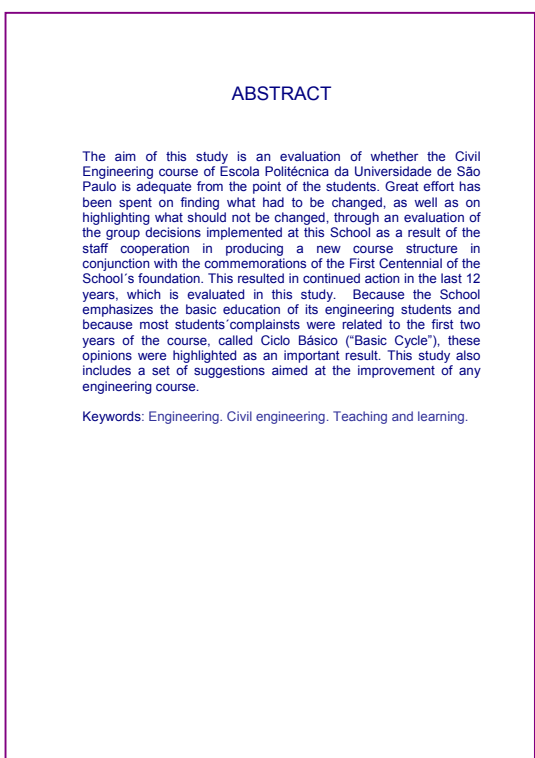 ABSTRACT
The aim of this study is an evaluation of whether the Civil
Engineering course of Escola Politécnica da Universidade de São
Paulo is adequate from the point of the students. Great effort has
been spent on finding what had to be changed, as well as on
highlighting what should not be changed, through an evaluation of
the group decisions implemented at this School as a result of the
staff cooperation in producing a new course structure in
conjunction with the commemorations of the First Centennial of the
School´s foundation. This resulted in continued action in the last 12
years, which is evaluated in this study. Because the School
emphasizes the basic education of its engineering students and
because most students´complainsts were related to the first two
years of the course, called Ciclo Básico (“Basic Cycle”), these
opinions were highlighted as an important result. This study also
includes a set of suggestions aimed at the improvement of any
engineering course.
Keywords: Engineering. Civil engineering. Teaching and learning.